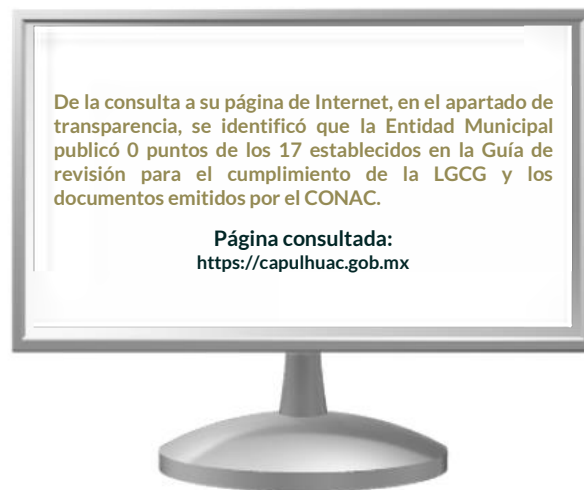 De la consulta a su página de Internet, en el apartado de
transparencia, se identificó que la Entidad Municipal
publicó 0 puntos de los 17 establecidos en la Guía de
revisión para el cumplimiento de la LGCG y los
documentos emitidos por el CONAC.
Página consultada:
https://capulhuac.gob.mx